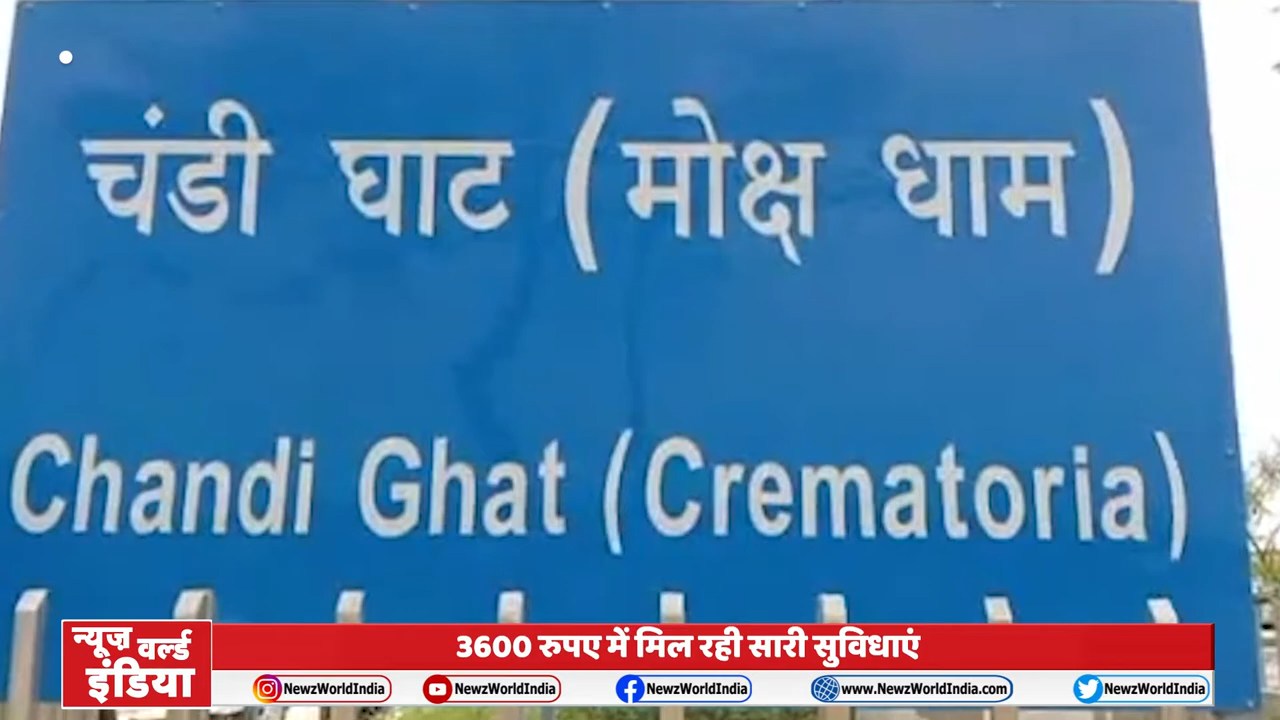 चंडी घाट (मोक्ष धाम)
Chandi Ghat (Crematoria)
न्यूज़ वर्ल्ड इंडिया
3600 रुपए में मिल रही सारी सुविधाएं
NewzWorldIndia NewzWorldIndia NewzWorldIndia www.NewzWorldIndia.com NewzWorldIndia